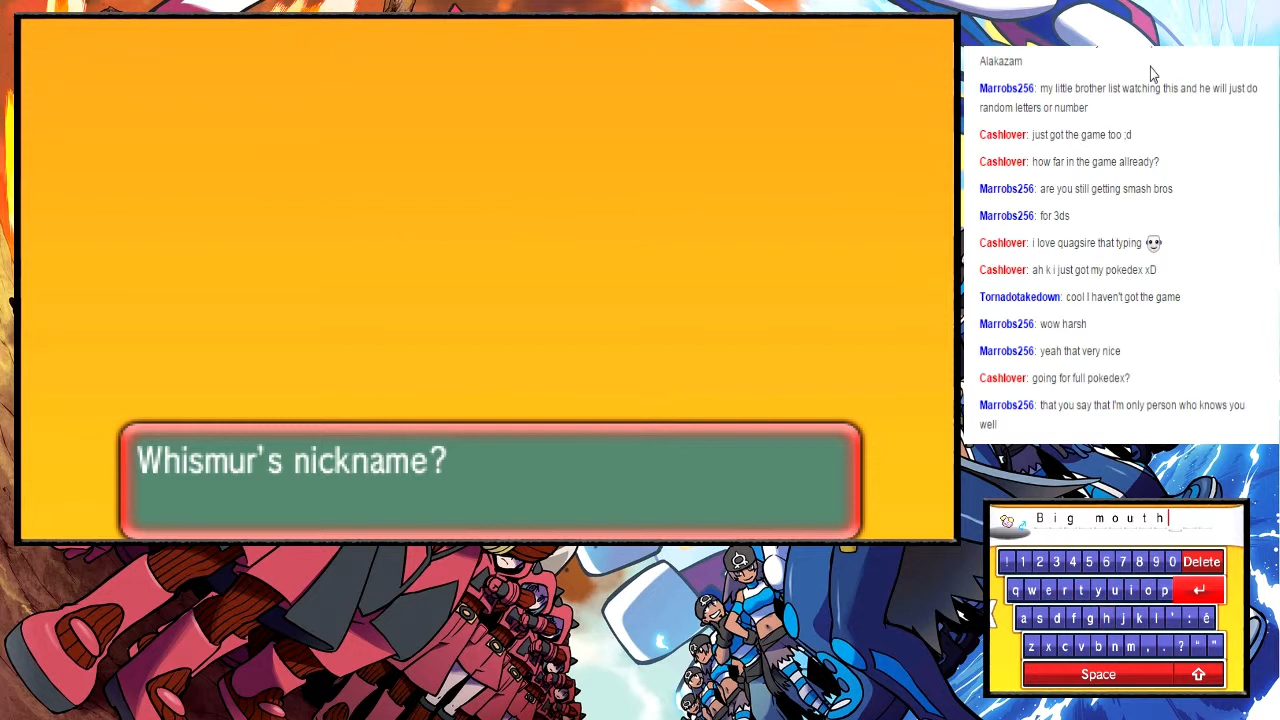 Alakazam
Marrobs256: my little brother list watching this and he will just do
random letters or number
Cashlover: just got the game too ;d
Cashlover: how far in the game allready?
Marrobs256: are you still getting smash bros
Marrobs256: for 3ds
Cashlover: i love quagsire that typing
Cashlover: ah k i just got my pokedex xD
Tornadotakedown: cool I haven't got the game
Marrobs256: wow harsh
Marrobs256: yeah that very nice
Cashlover: going for full pokedex?
Marrobs256: that you say that I'm only person who knows you
well
Whismur's nickname?
Big mouth
! 1 2 3 4 5 6 7 8 9 0 Delete
q w e r t y u i o p
a s d f g h j k l ' : é
z x c v b n m , . ? “ ”
Space